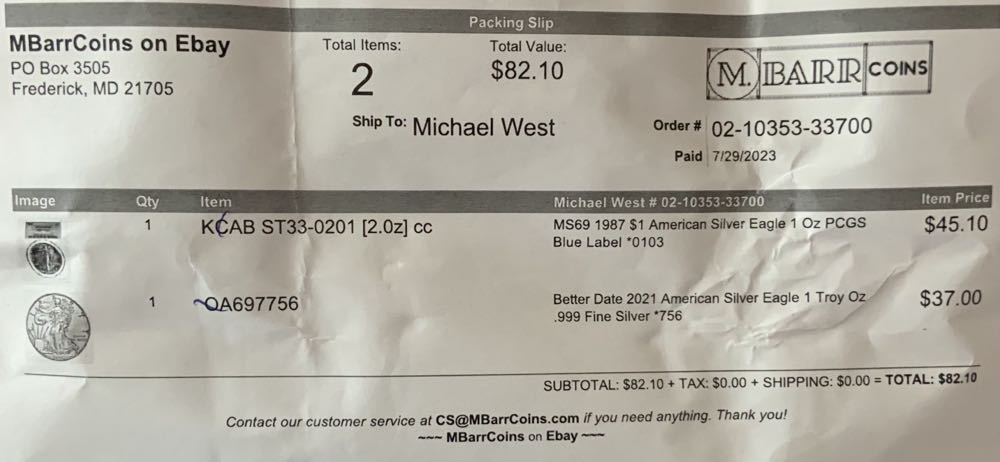 Packing Slip
MBarrCoins on Ebay
PO Box 3505
Frederick, MD 21705
Total Items:
2
Total Value:
$82.10
M. BARR COINS
Ship To: Michael West
Order # 02-10353-33700
Paid 7/29/2023
Image Qty Item Michael West # 02-10353-33700 Item Price
1 KCAB ST33-0201 [2.0z] cc MS69 1987 $1 American Silver Eagle 1 Oz PCGS $45.10
Blue Label *0103
1 QA697756 Better Date 2021 American Silver Eagle 1 Troy Oz $37.00
.999 Fine Silver *756
SUBTOTAL: $82.10 + TAX: $0.00 + SHIPPING: $0.00 = TOTAL: $82.10
Contact our customer service at CS@MBarrCoins.com if you need anything. Thank you!
~~~ MBarrCoins on Ebay ~~~